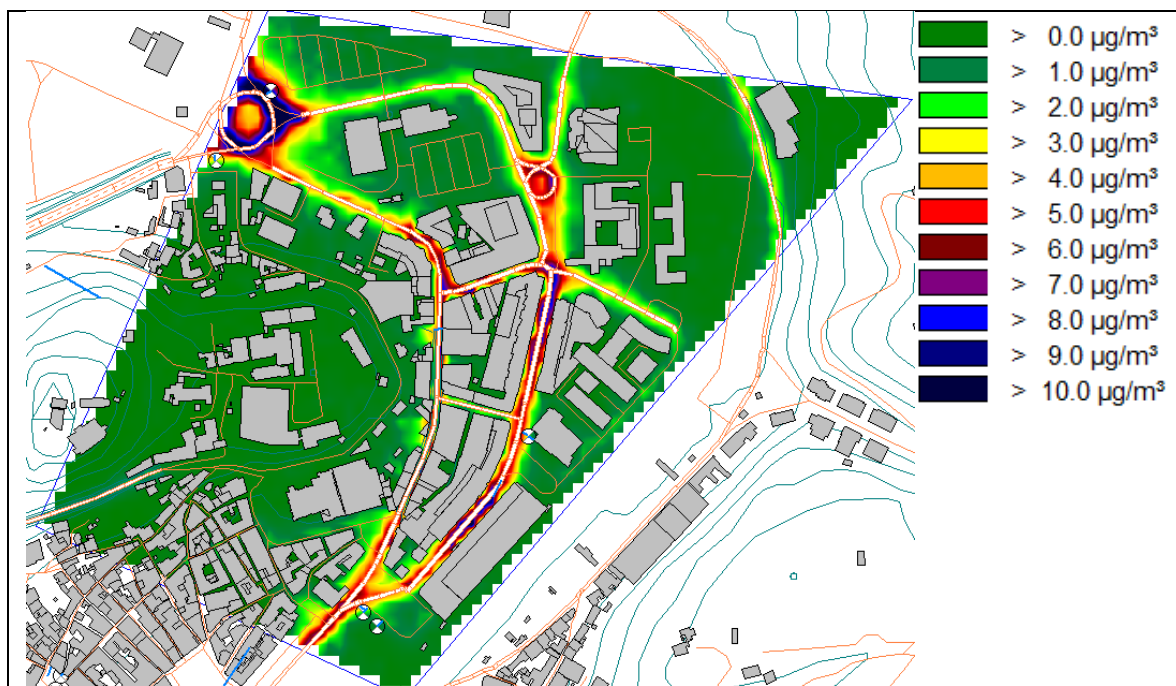 > 0.0 µg/m³
> 1.0 µg/m³
> 2.0 µg/m³
> 3.0 µg/m³
> 4.0 µg/m³
> 5.0 µg/m³
> 6.0 µg/m³
> 7.0 µg/m³
> 8.0 µg/m³
> 9.0 µg/m³
> 10.0 µg/m³